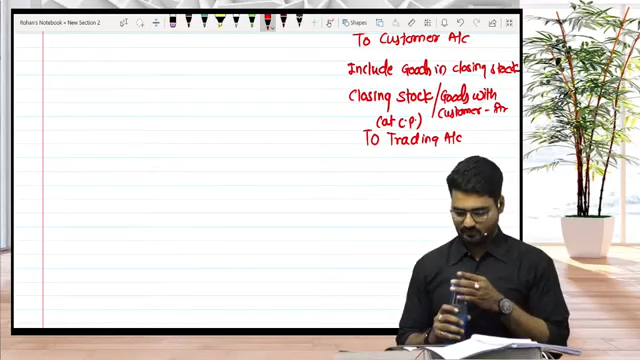 Rohan's Notebook » New Section 2
Shapes
To Customer A/c
Include Goods in closing stock
Closing stock / Goods with
customer - Dr
(at C.P.)
To Trading A/c